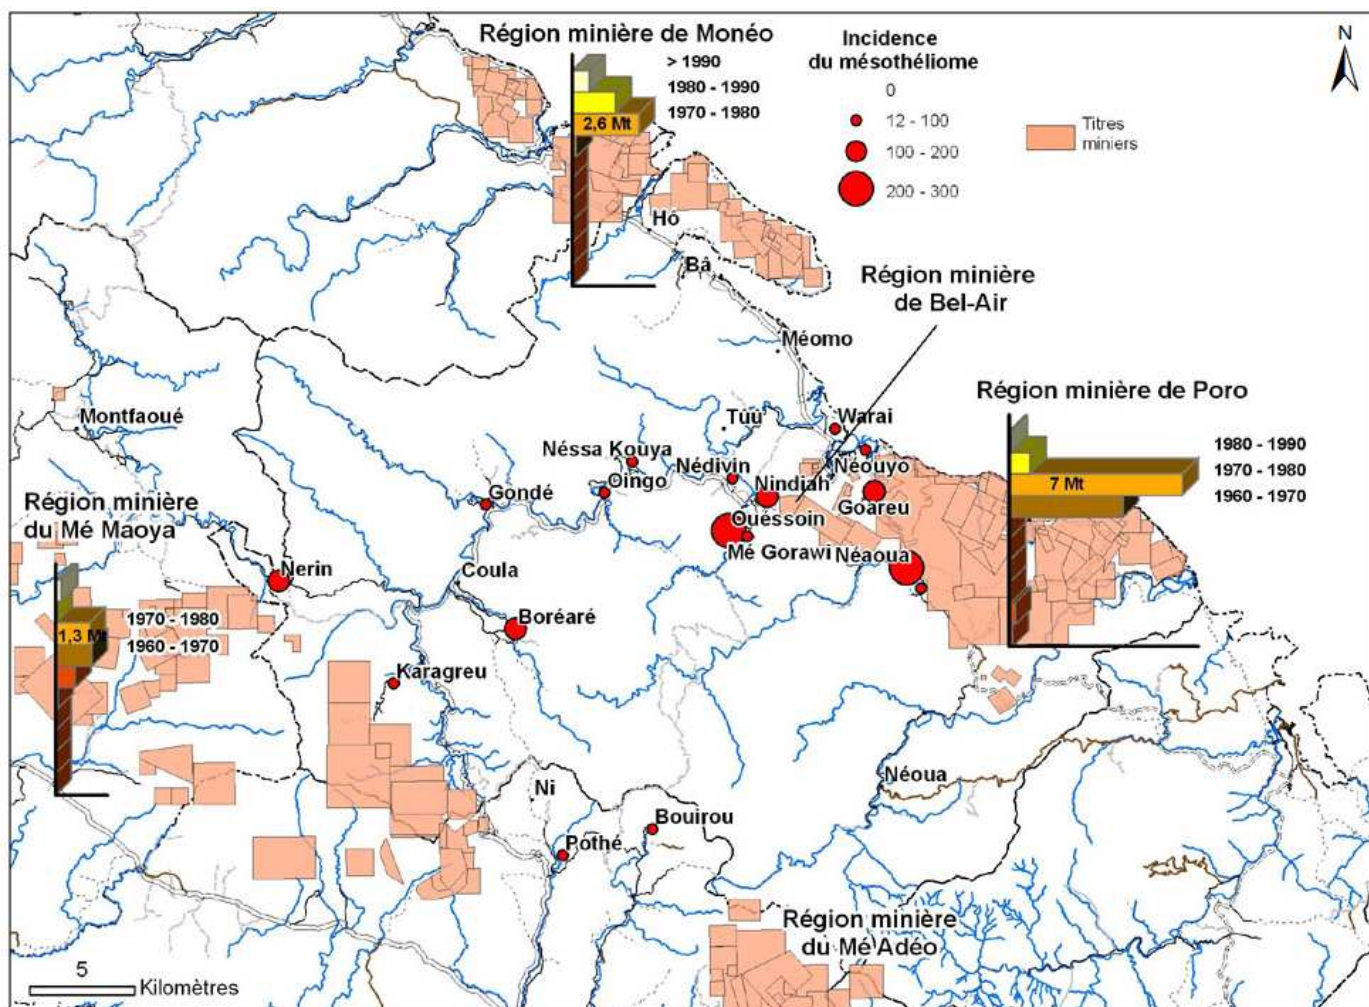 Région minière de Monéo
> 1990
1980 - 1990
1970 - 1980
2,6 Mt
Incidence
du mésothéliome
0
12 - 100
100 - 200
200 - 300
Titres
miniers
N
Hô
Bâ
Région minière
de Bel-Air
Méomo
Région minière de Poro
1980 - 1990
1970 - 1980
1960 - 1970
7 Mt
Montfaoué
Tùù
Warai
Néssa Kouya
Nédivin
Néouyo
Oingo
Nindiah
Gondé
Goareu
Région minière
du Mé Maoya
Ouéssoin
Mé Gorawi
Néaoua
Nerin
Coula
Boréaré
1970 - 1980
1,3 Mt
1960 - 1970
Karagreu
Néoua
Ni
Bouirou
Pothé
Région minière
du Mé Adéo
5
Kilomètres